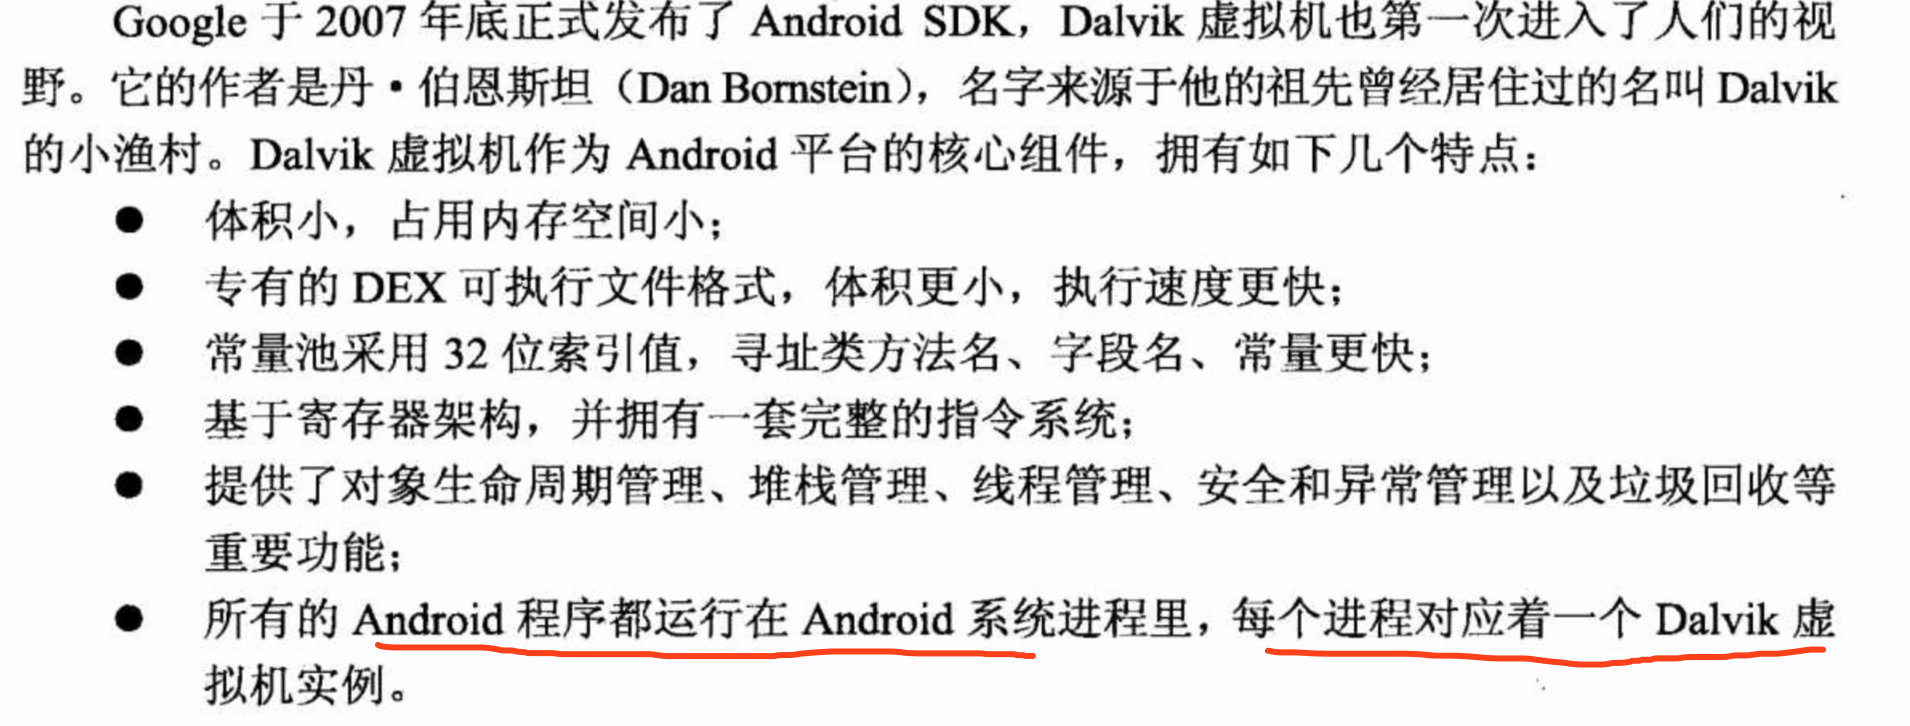 Google 于 2007 年底正式发布了 Android SDK，Dalvik 虚拟机也第一次进入了人们的视
野。它的作者是丹·伯恩斯坦（Dan Bornstein），名字来源于他的祖先曾经居住过的名叫 Dalvik
的小渔村。Dalvik 虚拟机作为 Android 平台的核心组件，拥有如下几个特点：
● 体积小，占用内存空间小；
● 专有的 DEX 可执行文件格式，体积更小，执行速度更快；
● 常量池采用 32 位索引值，寻址类方法名、字段名、常量更快；
● 基于寄存器架构，并拥有一套完整的指令系统；
● 提供了对象生命周期管理、堆栈管理、线程管理、安全和异常管理以及垃圾回收等
重要功能；
● 所有的 Android 程序都运行在 Android 系统进程里，每个进程对应着一个 Dalvik 虚
拟机实例。